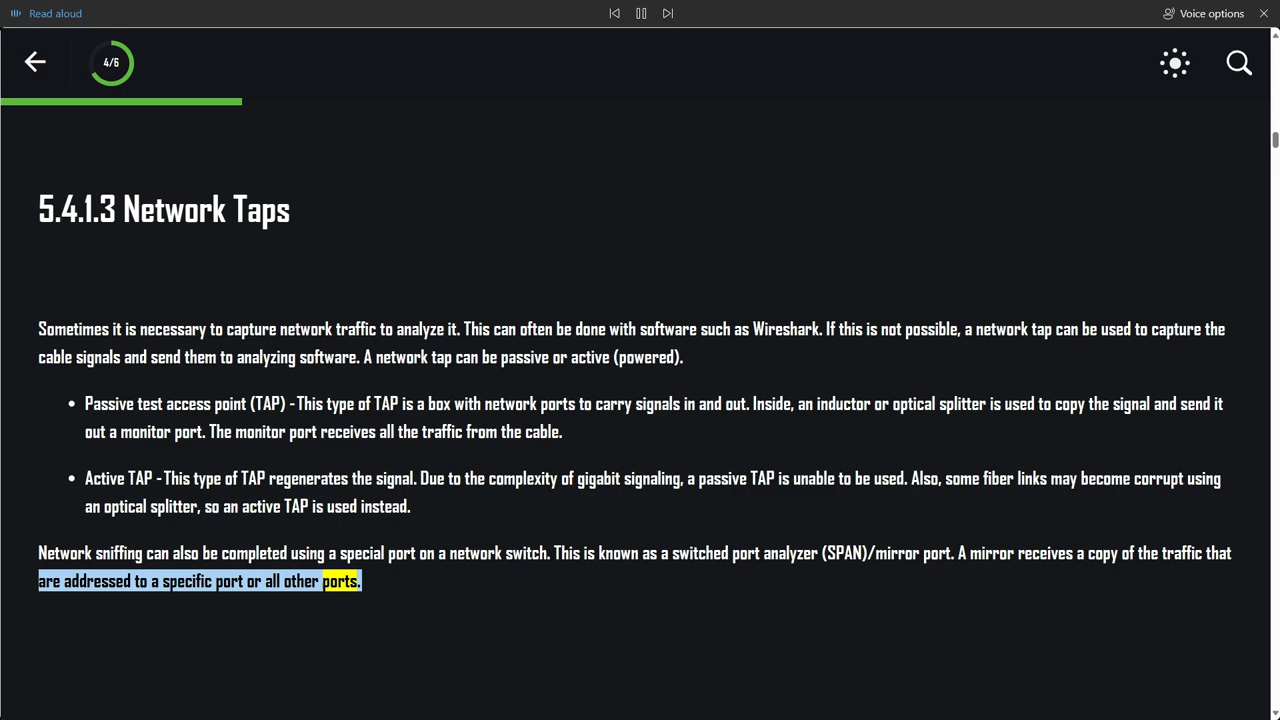 Read aloud
Voice options
4/6
5.4.1.3 Network Taps
Sometimes it is necessary to capture network traffic to analyze it. This can often be done with software such as Wireshark. If this is not possible, a network tap can be used to capture the
cable signals and send them to analyzing software. A network tap can be passive or active (powered).
• Passive test access point (TAP) - This type of TAP is a box with network ports to carry signals in and out. Inside, an inductor or optical splitter is used to copy the signal and send it
out a monitor port. The monitor port receives all the traffic from the cable.
• Active TAP - This type of TAP regenerates the signal. Due to the complexity of gigabit signaling, a passive TAP is unable to be used. Also, some fiber links may become corrupt using
an optical splitter, so an active TAP is used instead.
Network sniffing can also be completed using a special port on a network switch. This is known as a switched port analyzer (SPAN)/mirror port. A mirror receives a copy of the traffic that
are addressed to a specific port or all other ports.